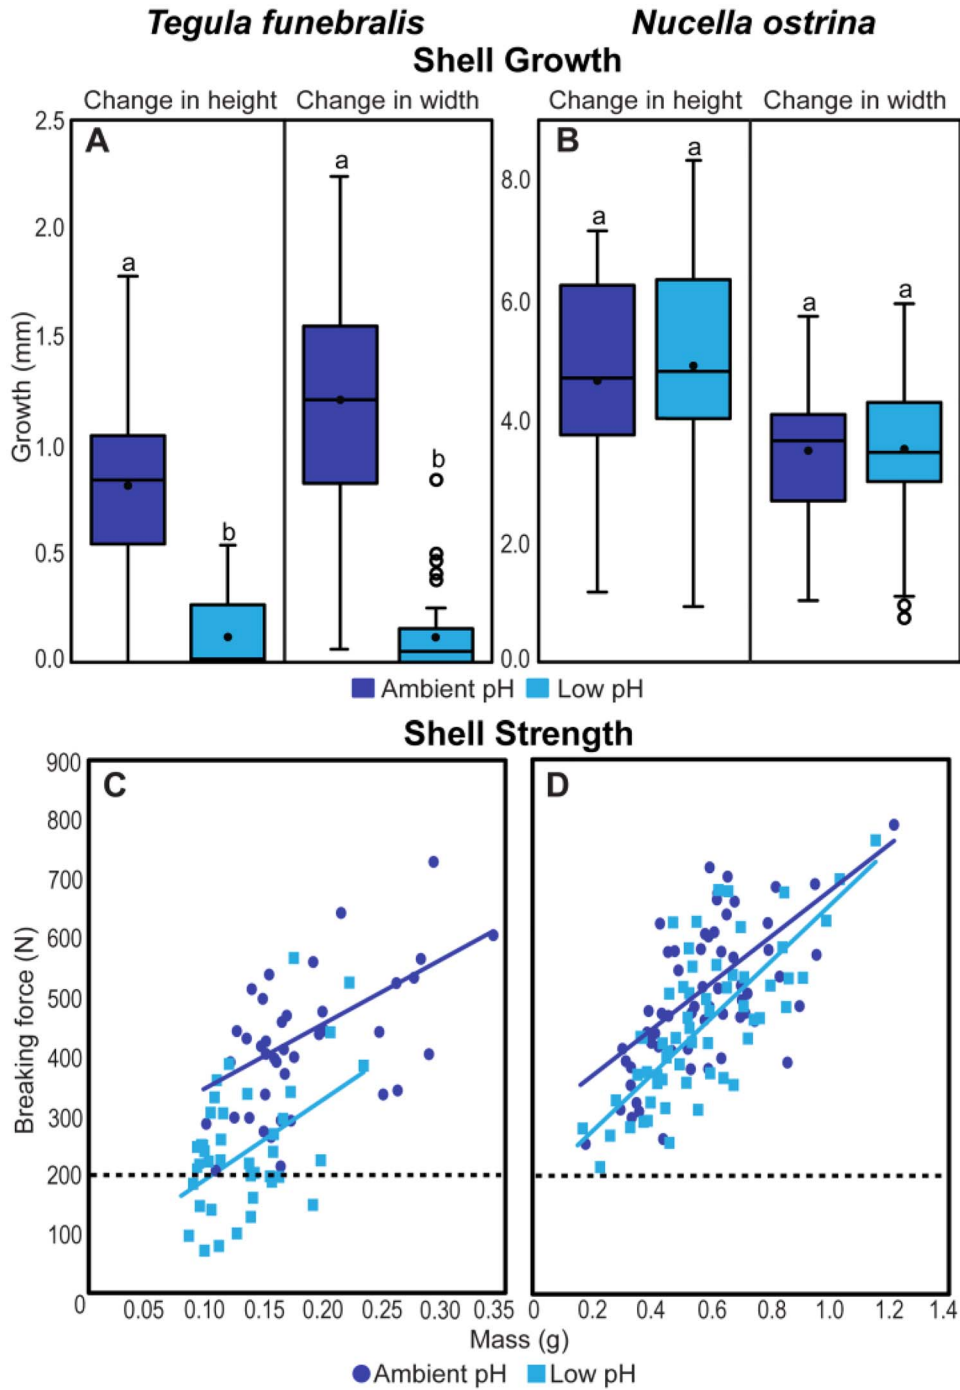 Tegula funebralis
Nucella ostrina
Shell Growth
Change in height
Change in width
Change in height
Change in width
A
B
2.5
2.0
1.5
1.0
0.5
0.0
Growth (mm)
a
b
a
b
8.0
6.0
4.0
2.0
0.0
a
a
a
a
Ambient pH
Low pH
Shell Strength
C
D
900
800
700
600
500
400
300
200
100
0
Breaking force (N)
0.05
0.10
0.15
0.20
0.25
0.30
0.35
0
0.2
0.4
0.6
0.8
1.0
1.2
1.4
Mass (g)
Ambient pH
Low pH